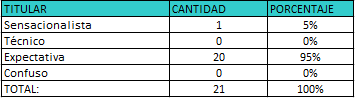 TITULAR CANTIDAD PORCENTAJE
Sensacionalista 1 5%
Técnico 0 0%
Expectativa 20 95%
Confuso 0 0%
TOTAL: 21 100%